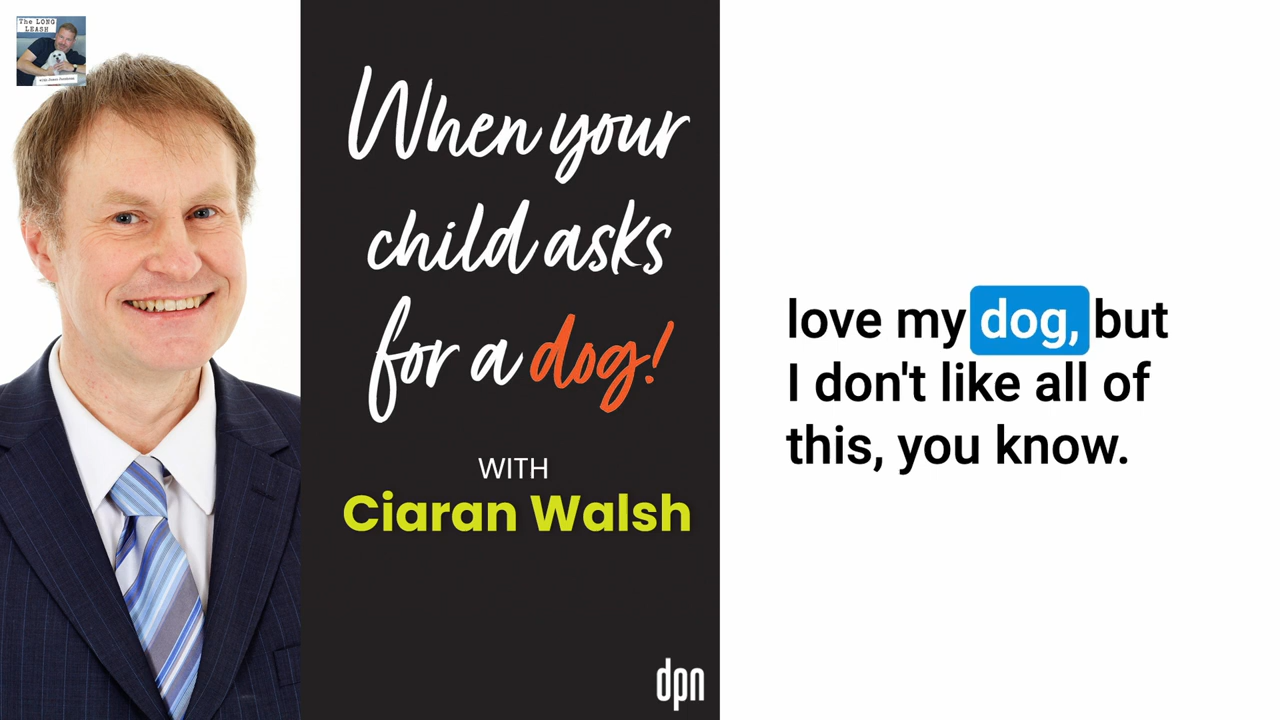 The LONG
LEASH
When your
child asks
for a dog!
WITH
Ciaran Walsh
dpn
love my dog, but
I don't like all of
this, you know.